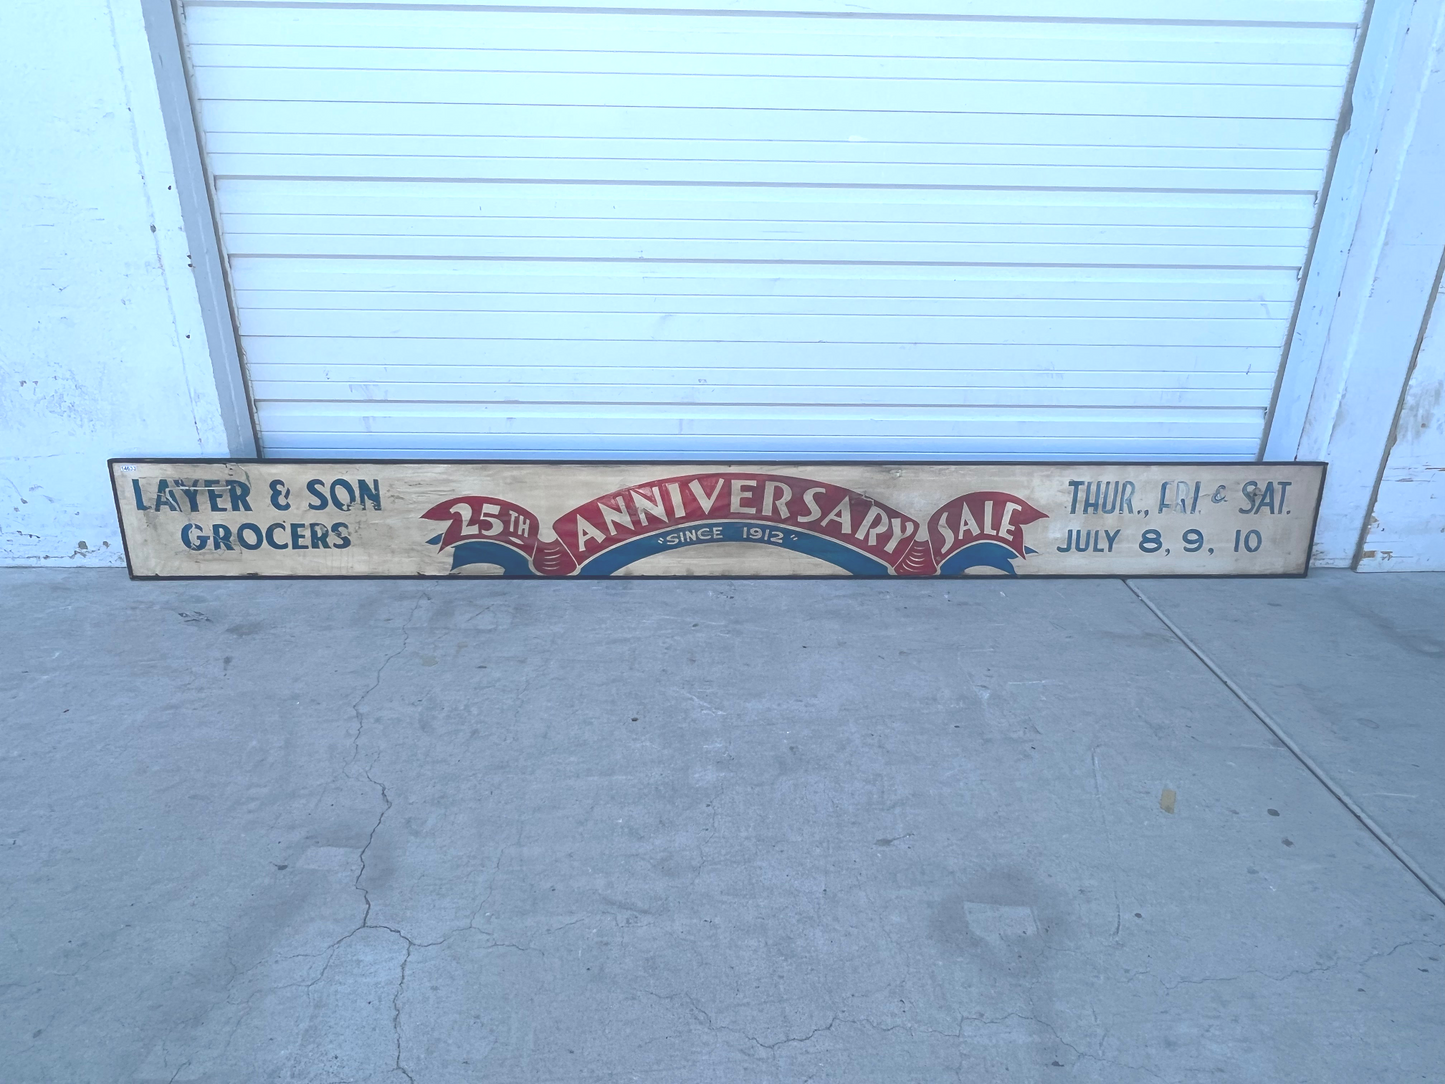 LAYER & SON
GROCERS
25TH ANNIVERSARY SALE
"SINCE 1912"
THUR., FRI. & SAT.
JULY 8, 9, 10